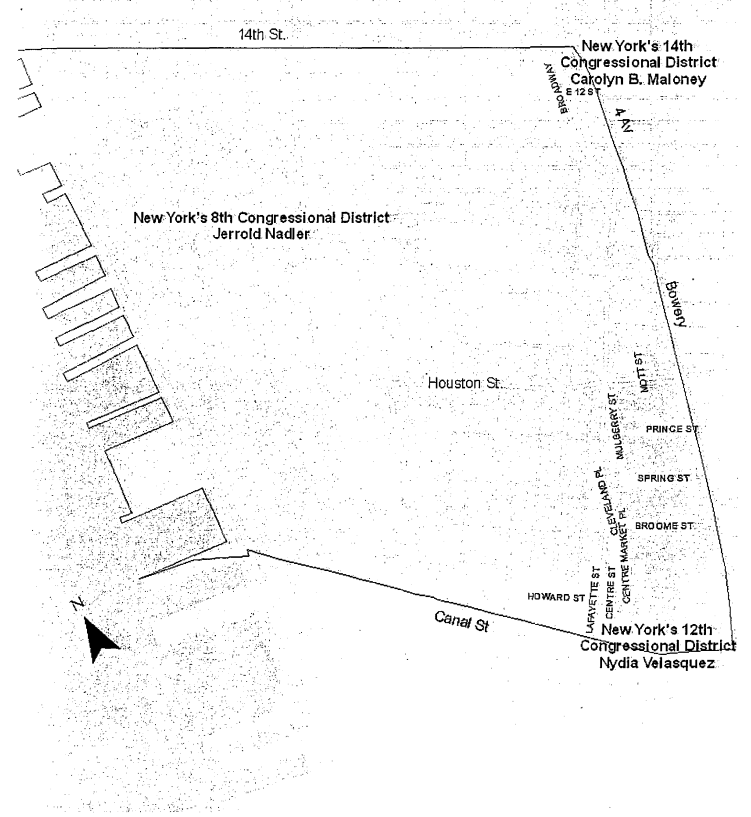 14th St.
New York's 14th
Congressional District
Carolyn B. Maloney
BROADWAY
E 12 ST
4 AV
New York's 8th Congressional District
Jerrold Nadler
Bowery
Houston St.
MOTT ST
MULBERRY ST
PRINCE ST
CLEVELAND PL
SPRING ST
CENTRE MARKET PL
BROOME ST
HOWARD ST
LAFAYETTE ST
CENTRE ST
N
Canal St
New York's 12th
Congressional District
Nydia Velasquez